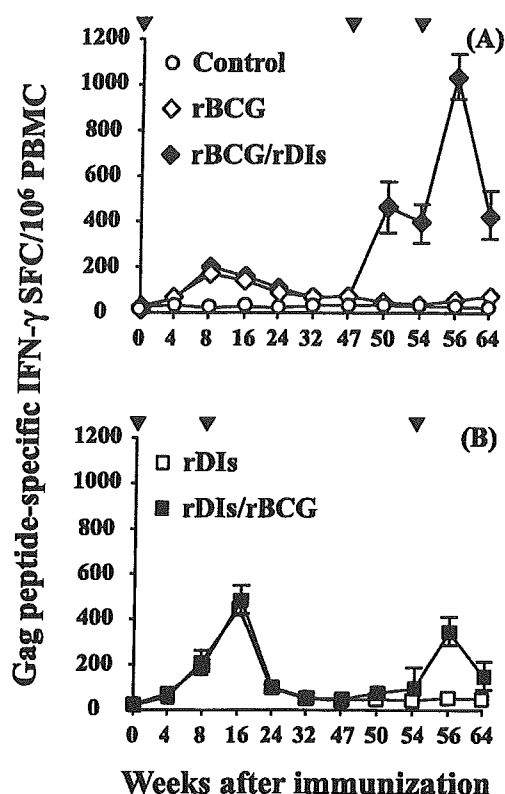 Gag peptide-specific IFN-γ SFC/10⁶ PBMC
(A)
1200
1000
800
600
400
200
0
Control
rBCG
rBCG/rDIs
0 4 8 16 24 32 47 50 54 56 64
(B)
1200
1000
800
600
400
200
0
rDIs
rDIs/rBCG
0 4 8 16 24 32 47 50 54 56 64
Weeks after immunization